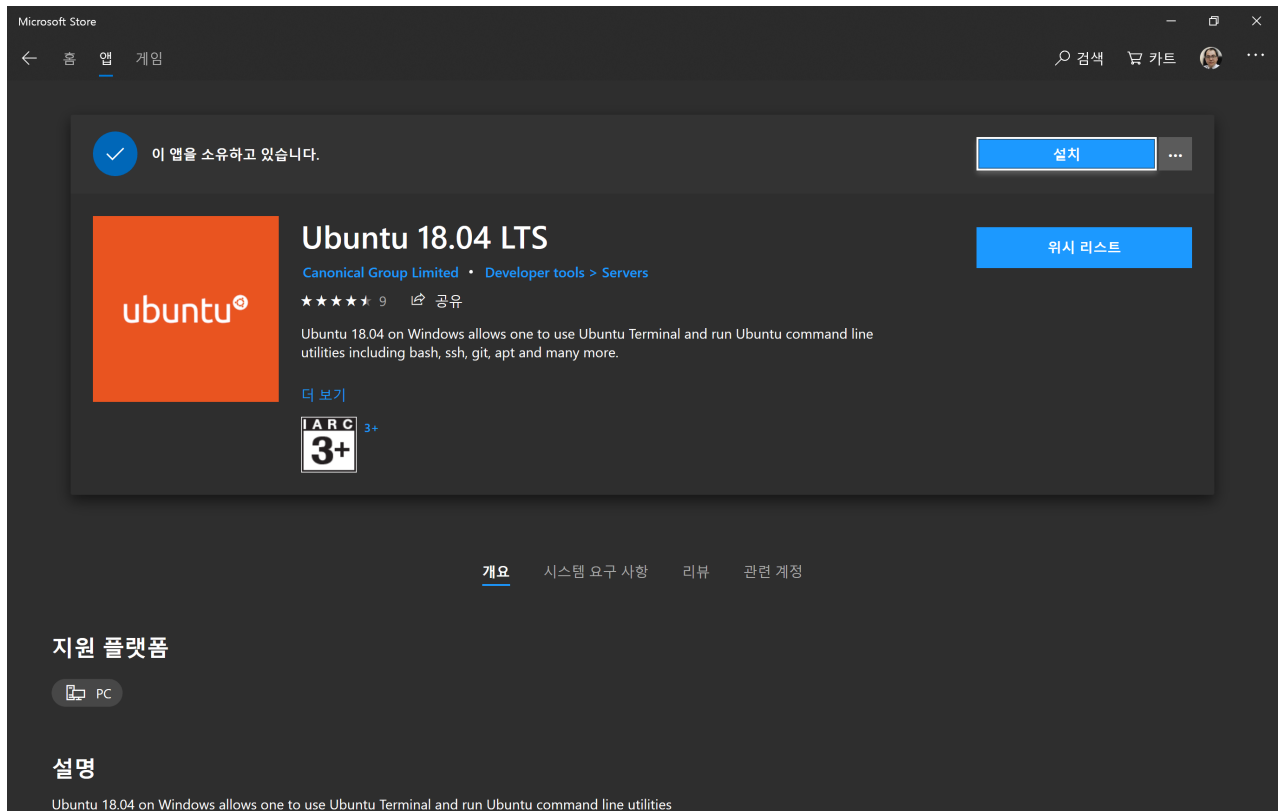 Microsoft Store
홈 앱 게임 검색 카트
이 앱을 소유하고 있습니다.
설치
ubuntu
Ubuntu 18.04 LTS
위시 리스트
Canonical Group Limited • Developer tools > Servers
9 공유
Ubuntu 18.04 on Windows allows one to use Ubuntu Terminal and run Ubuntu command line
utilities including bash, ssh, git, apt and many more.
더 보기
IARC
3+
3+
개요 시스템 요구 사항 리뷰 관련 계정
지원 플랫폼
PC
설명
Ubuntu 18.04 on Windows allows one to use Ubuntu Terminal and run Ubuntu command line utilities